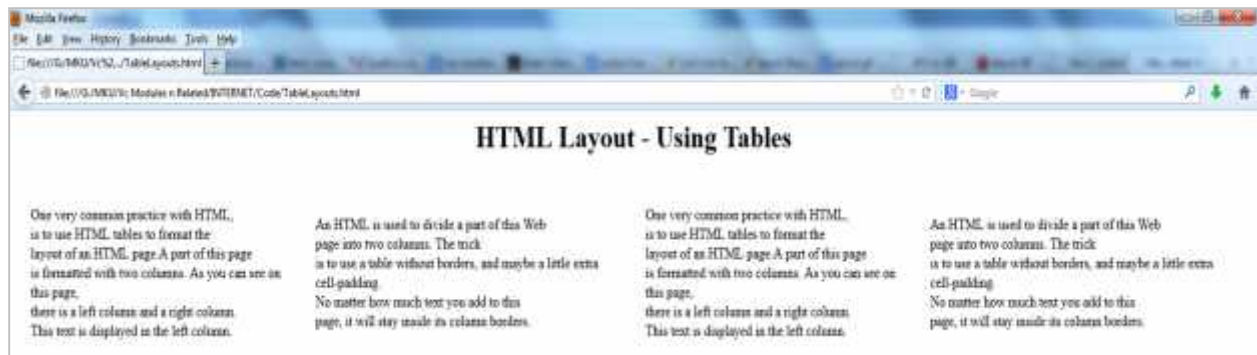 Mozilla Firefox
File Edit View History Bookmarks Tools Help
+
Google
HTML Layout - Using Tables
One very common practice with HTML,
is to use HTML tables to format the
layout of an HTML page.A part of this page
is formatted with two columns. As you can see on
this page,
there is a left column and a right column.
This text is displayed in the left column.
An HTML is used to divide a part of this Web
page into two columns. The trick
is to use a table without borders, and maybe a little extra
cell-padding.
No matter how much text you add to this
page, it will stay inside its column borders.
One very common practice with HTML,
is to use HTML tables to format the
layout of an HTML page.A part of this page
is formatted with two columns. As you can see on
this page,
there is a left column and a right column.
This text is displayed in the left column.
An HTML is used to divide a part of this Web
page into two columns. The trick
is to use a table without borders, and maybe a little extra
cell-padding.
No matter how much text you add to this
page, it will stay inside its column borders.